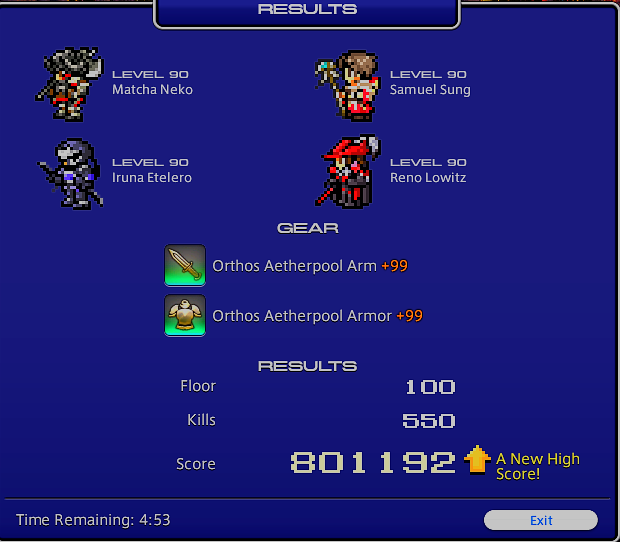 RESULTS
LEVEL 90
Matcha Neko
LEVEL 90
Samuel Sung
LEVEL 90
Iruna Etelero
LEVEL 90
Reno Lowitz
GEAR
Orthos Aetherpool Arm +99
Orthos Aetherpool Armor +99
RESULTS
Floor 100
Kills 550
Score 801192 A New High
Score!
Time Remaining: 4:53
Exit